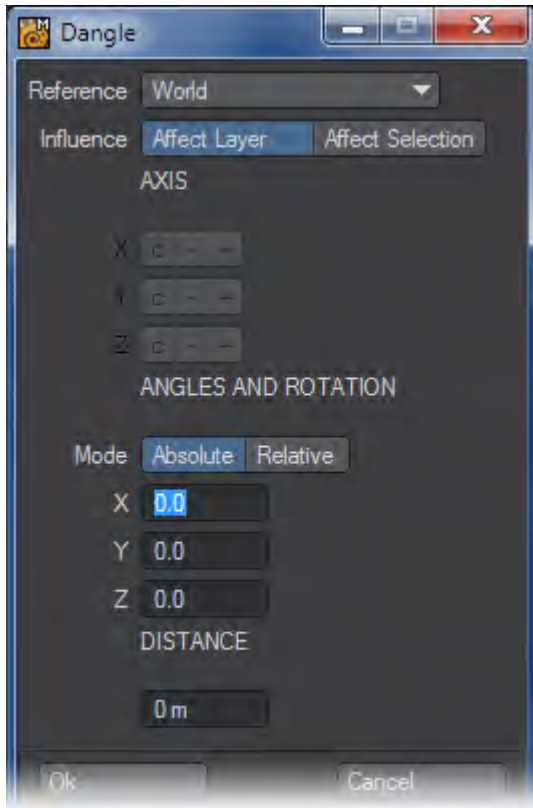 Dangle
Reference World
Influence Affect Layer Affect Selection
AXIS
X c - -
Y c - -
Z c - -
ANGLES AND ROTATION
Mode Absolute Relative
X 0.0
Y 0.0
Z 0.0
DISTANCE
0 m
Ok Cancel